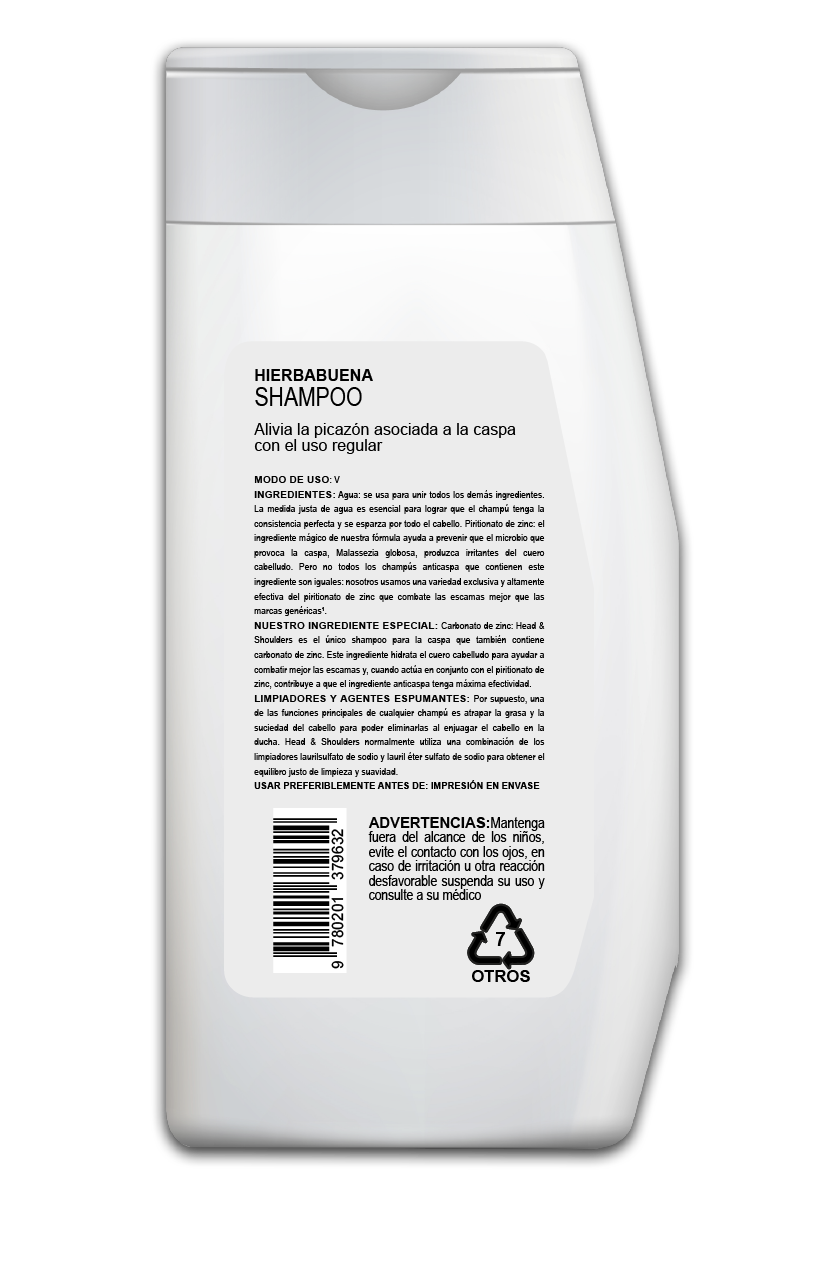 HIERBABUENA
SHAMPOO
Alivia la picazón asociada a la caspa
con el uso regular
MODO DE USO: V
INGREDIENTES: Agua: se usa para unir todos los demás ingredientes.
La medida justa de agua es esencial para lograr que el champú tenga la
consistencia perfecta y se esparza por todo el cabello. Piritionato de zinc: el
ingrediente mágico de nuestra fórmula ayuda a prevenir que el microbio que
provoca la caspa, Malassezia globosa, produzca irritantes del cuero
cabelludo. Pero no todos los champús anticaspa que contienen este
ingrediente son iguales: nosotros usamos una variedad exclusiva y altamente
efectiva del piritionato de zinc que combate las escamas mejor que las
marcas genéricas¹.
NUESTRO INGREDIENTE ESPECIAL: Carbonato de zinc: Head &
Shoulders es el único shampoo para la caspa que también contiene
carbonato de zinc. Este ingrediente hidrata el cuero cabelludo para ayudar a
combatir mejor las escamas y, cuando actúa en conjunto con el piritionato de
zinc, contribuye a que el ingrediente anticaspa tenga máxima efectividad.
LIMPIADORES Y AGENTES ESPUMANTES: Por supuesto, una
de las funciones principales de cualquier champú es atrapar la grasa y la
suciedad del cabello para poder eliminarlas al enjuagar el cabello en la
ducha. Head & Shoulders normalmente utiliza una combinación de los
limpiadores laurilsulfato de sodio y lauril éter sulfato de sodio para obtener el
equilibro justo de limpieza y suavidad.
USAR PREFERIBLEMENTE ANTES DE: IMPRESIÓN EN ENVASE
9 780201 379632
ADVERTENCIAS:Mantenga
fuera del alcance de los niños,
evite el contacto con los ojos, en
caso de irritación u otra reacción
desfavorable suspenda su uso y
consulte a su médico
7
OTROS